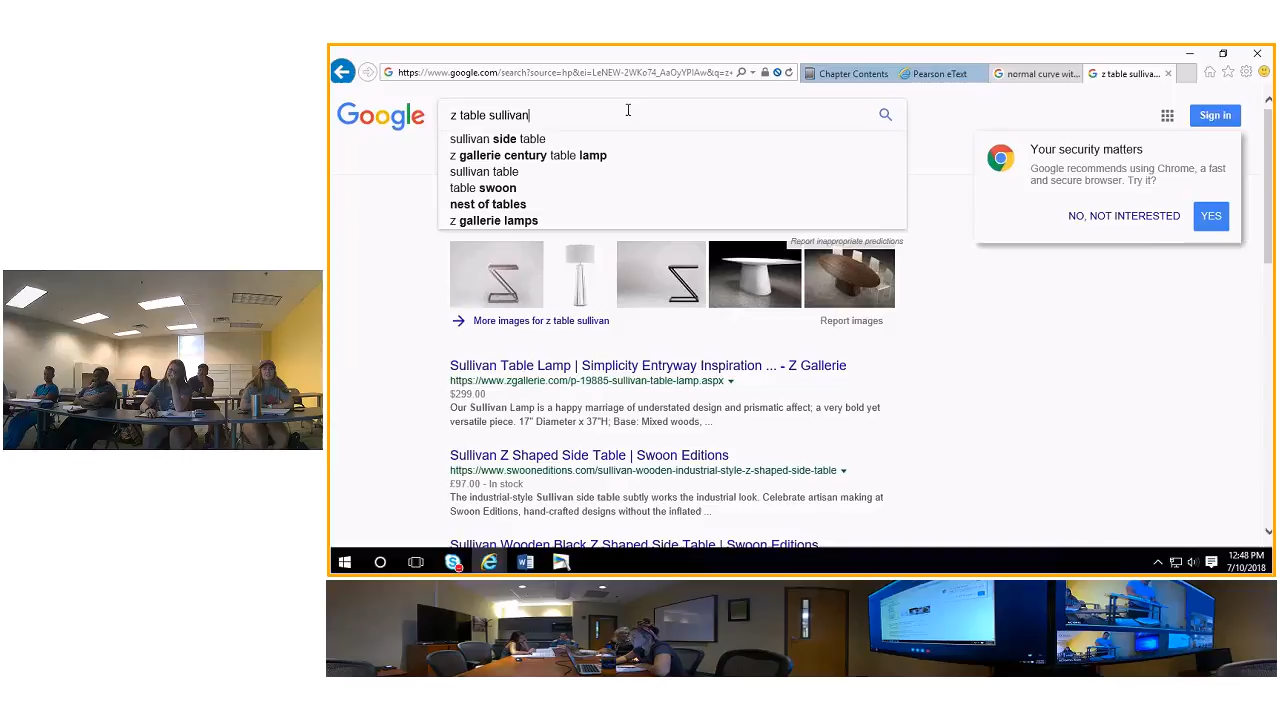 https://www.google.com/search?source=hp&ei=LeNEW-2WKo74_AaOyYPIAw&q=z+
Chapter Contents
Pearson eText
normal curve wit...
z table sulliva...
Google
z table sullivan
Sign in
sullivan side table
z gallerie century table lamp
sullivan table
table swoon
nest of tables
z gallerie lamps
Your security matters
Google recommends using Chrome, a fast
and secure browser. Try it?
NO, NOT INTERESTED
YES
Report inappropriate predictions
More images for z table sullivan
Report images
Sullivan Table Lamp | Simplicity Entryway Inspiration ... - Z Gallerie
https://www.zgallerie.com/p-19885-sullivan-table-lamp.aspx
$299.00
Our Sullivan Lamp is a happy marriage of understated design and prismatic affect; a very bold yet
versatile piece. 17" Diameter x 37"H; Base: Mixed woods, ...
Sullivan Z Shaped Side Table | Swoon Editions
https://www.swooneditions.com/sullivan-wooden-industrial-style-z-shaped-side-table
£97.00 - In stock
The industrial-style Sullivan side table subtly works the industrial look. Celebrate artisan making at
Swoon Editions, hand-crafted designs without the inflated ...
Sullivan Wooden Black Z Shaped Side Table | Swoon Editions
12:48 PM
7/10/2018